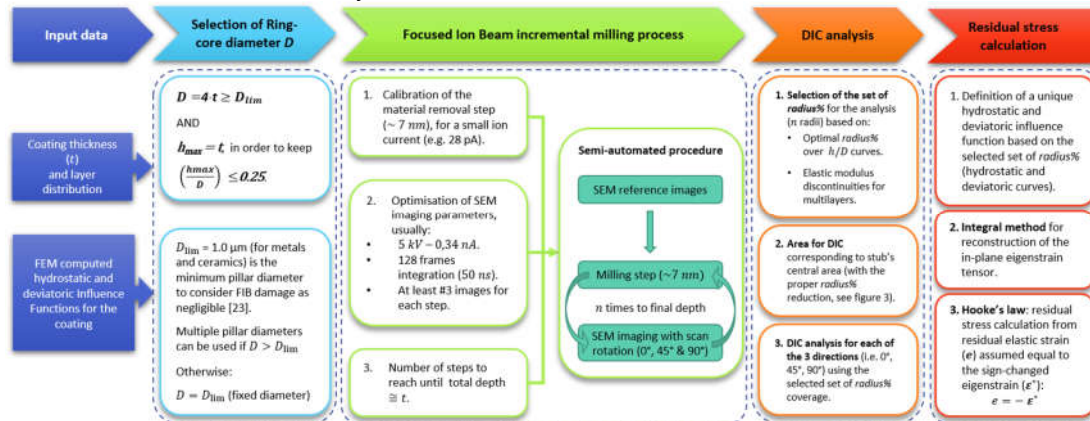 Input data
Selection of Ring-
core diameter D
Focused Ion Beam incremental milling process
DIC analysis
Residual stress
calculation
Coating thickness
(t)
and layer
distribution
FEM computed
hydrostatic and
deviatoric Influence
Functions for the
coating
D =4·t ≥ D_lim
AND
h_max = t, in order to keep
(hmax/D) ≤0.25.
D_lim = 1.0 μm (for metals
and ceramics) is the
minimum pillar diameter
to consider FIB damage as
negligible [23].
Multiple pillar diameters
can be used if D > D_lim
Otherwise:
D = D_lim (fixed diameter)
1. Calibration of the
material removal step
(~ 7 nm), for a small ion
current (e.g. 28 pA).
2. Optimisation of SEM
imaging parameters,
usually:
• 5 kV – 0,34 nA.
• 128 frames
integration (50 ns).
• At least #3 images for
each step.
3. Number of steps to
reach until total depth
≅ t.
Semi-automated procedure
SEM reference images
Milling step (~7 nm)
n times to final depth
SEM imaging with scan
rotation (0°, 45° & 90°)
1. Selection of the set of
radius% for the analysis
(n radii) based on:
• Optimal radius%
over h/D curves.
• Elastic modulus
discontinuities for
multilayers.
2. Area for DIC
corresponding to stub's
central area (with the
proper radius%
reduction, see figure 3).
3. DIC analysis for each of
the 3 directions (i.e. 0°,
45°, 90°) using the
selected set of radius%
coverage.
1. Definition of a unique
hydrostatic and
deviatoric influence
function based on the
selected set of radius%
(hydrostatic and
deviatoric curves).
2. Integral method for
reconstruction of the
in-plane eigenstrain
tensor.
3. Hooke's law: residual
stress calculation from
residual elastic strain
(e) assumed equal to
the sign-changed
eigenstrain (ε*):
e = − ε*